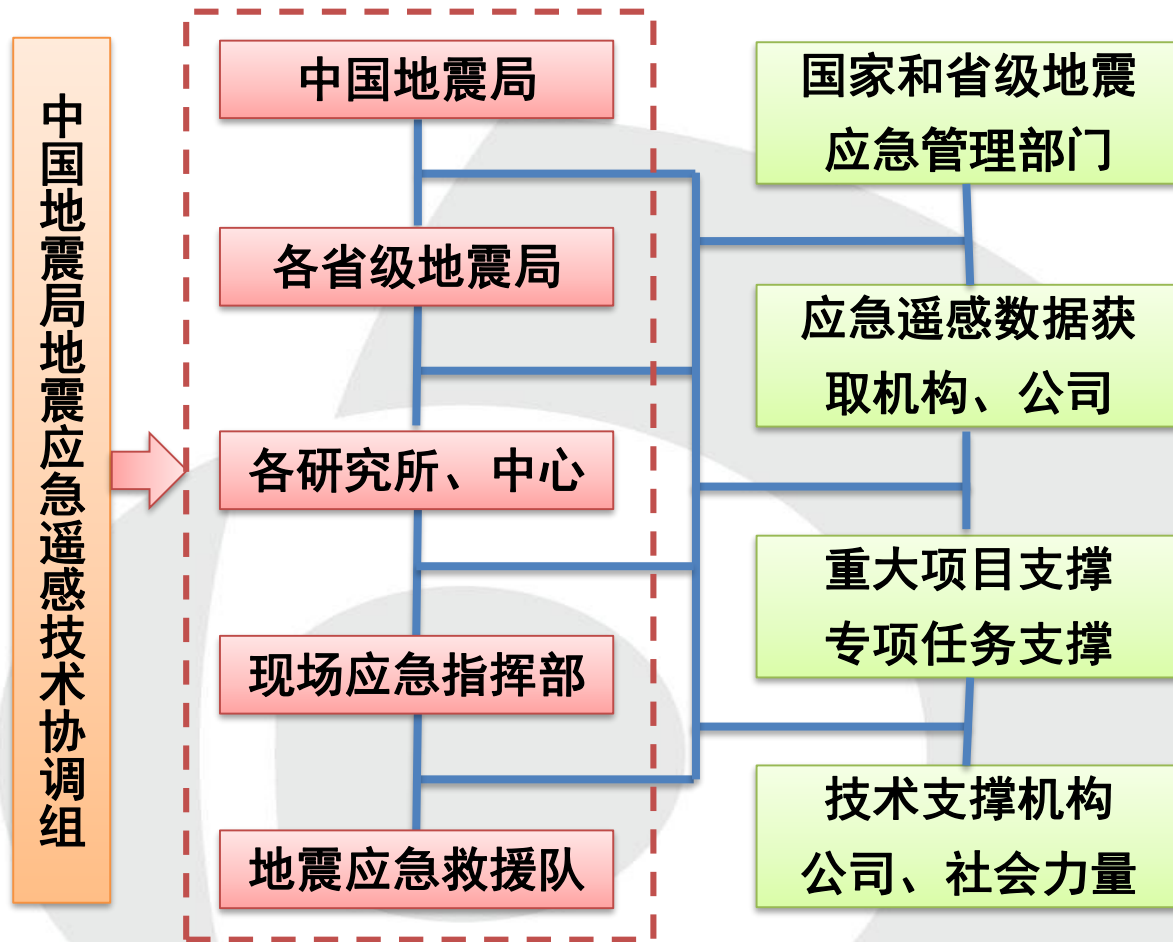 中国地震局地震应急遥感技术协调组
中国地震局
各省级地震局
各研究所、中心
现场应急指挥部
地震应急救援队
国家和省级地震
应急管理部门
应急遥感数据获
取机构、公司
重大项目支撑
专项任务支撑
技术支撑机构
公司、社会力量